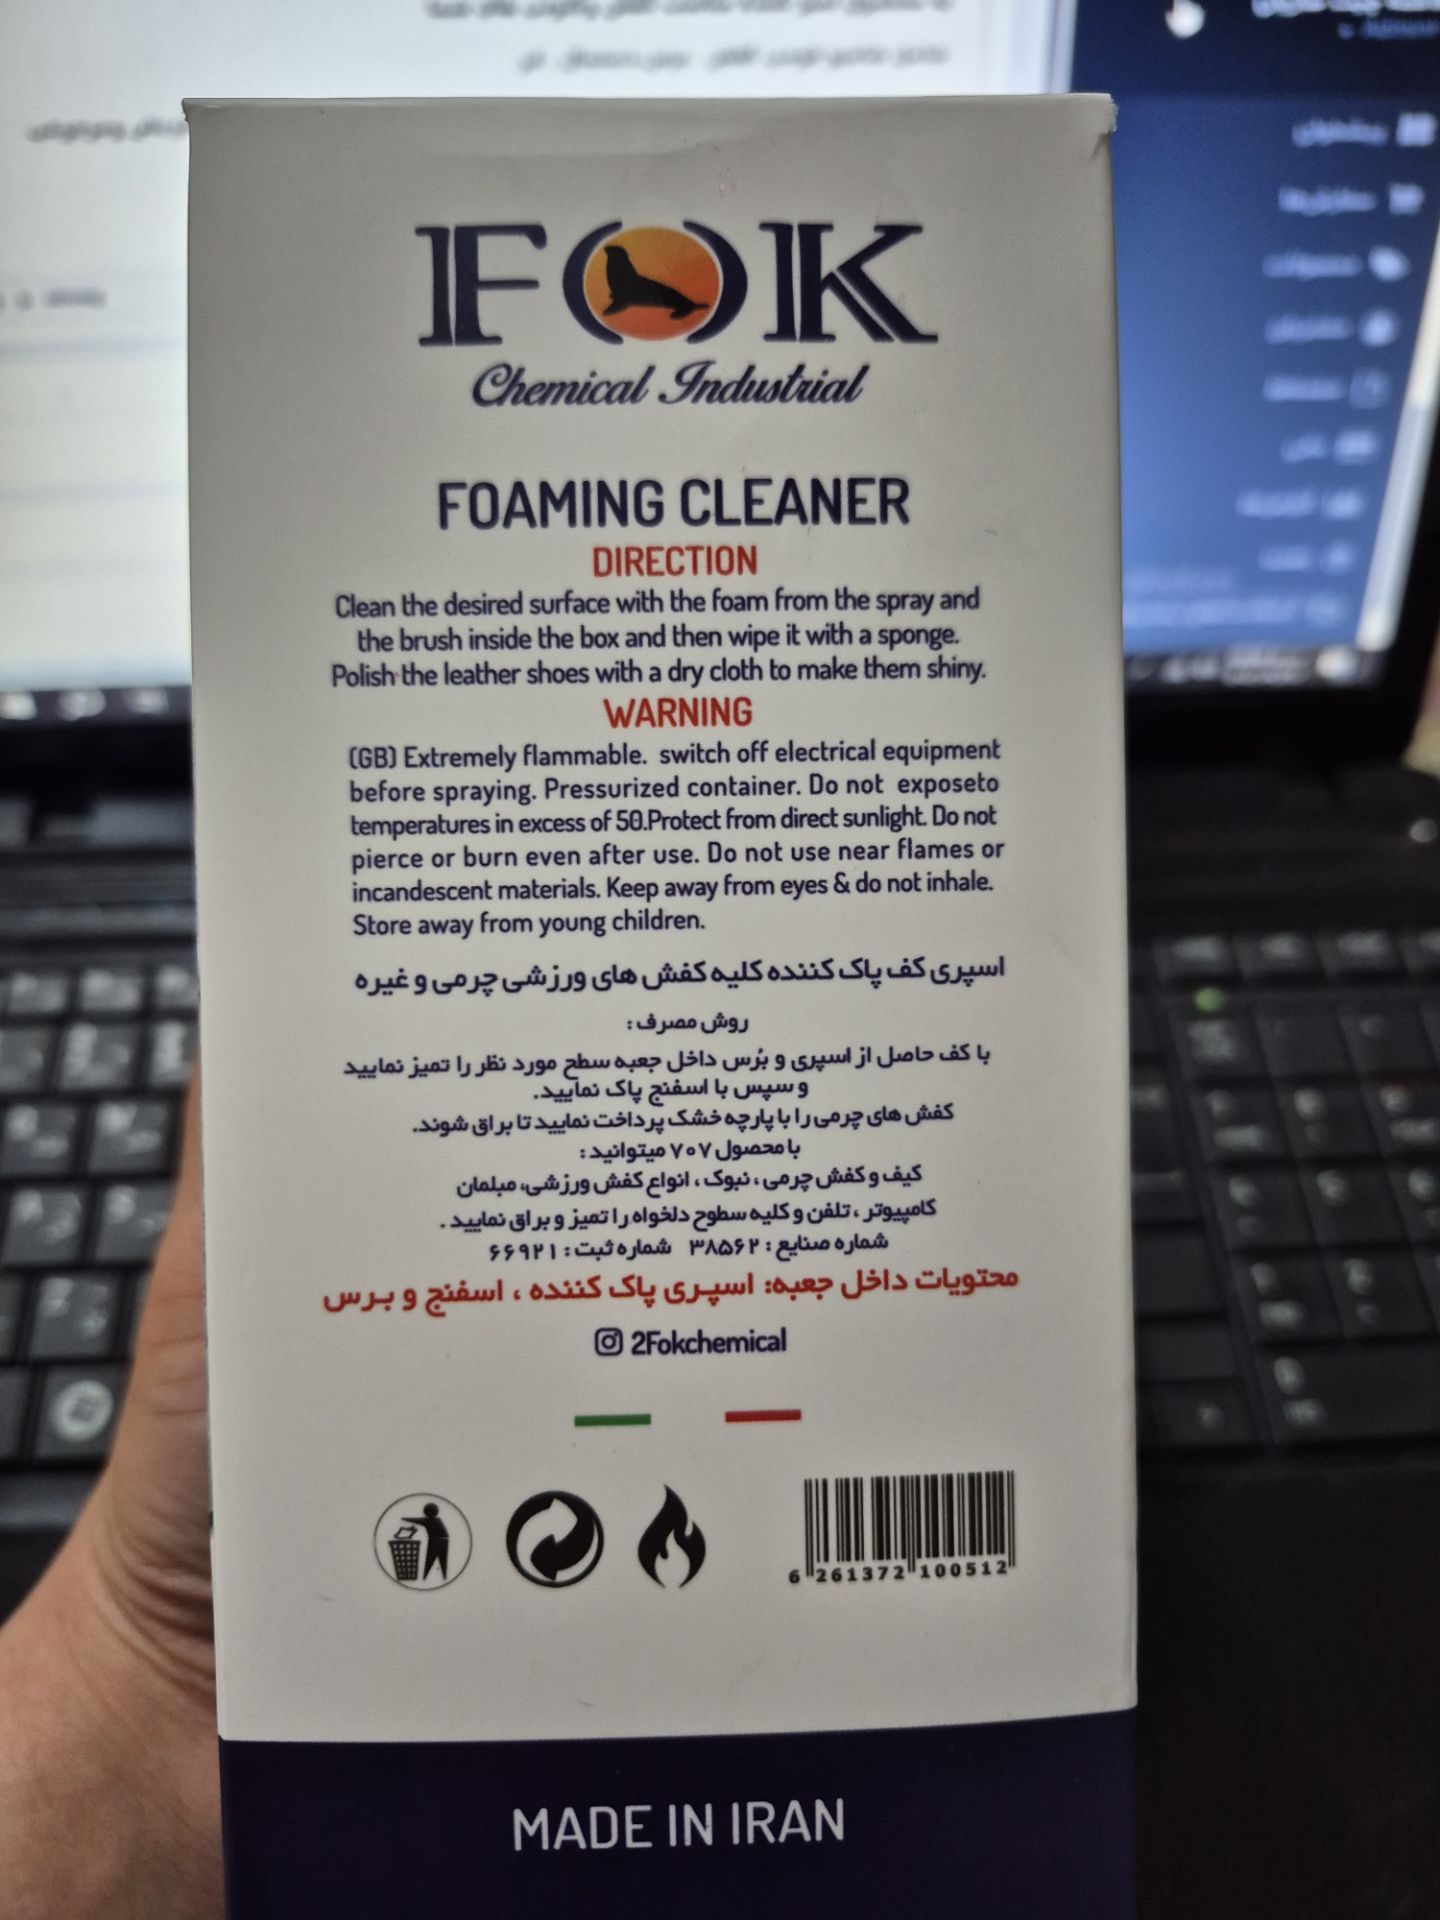 FOK
Chemical Industrial
FOAMING CLEANER
DIRECTION
Clean the desired surface with the foam from the spray and
the brush inside the box and then wipe it with a sponge.
Polish the leather shoes with a dry cloth to make them shiny.
WARNING
(GB) Extremely flammable. switch off electrical equipment
before spraying. Pressurized container. Do not exposeto
temperatures in excess of 50.Protect from direct sunlight. Do not
pierce or burn even after use. Do not use near flames or
incandescent materials. Keep away from eyes & do not inhale.
Store away from young children.
اسپری کف پاک کننده کلیه کفش های ورزشی چرمی و غیره
روش مصرف :
با کف حاصل از اسپری و بُرس داخل جعبه سطح مورد نظر را تمیز نمایید
و سپس با اسفنج پاک نمایید.
کفش های چرمی را با پارچه خشک پرداخت نمایید تا براق شوند.
با محصول ۷۰۷ میتوانید :
کیف و کفش چرمی ، نبوک ، انواع کفش ورزشی، مبلمان
کامپیوتر ، تلفن و کلیه سطوح دلخواه را تمیز و براق نمایید .
شماره صنایع : ۳۸۵۶۲ شماره ثبت : ۶۶۹۲۱
محتویات داخل جعبه: اسپری پاک کننده ، اسفنج و برس
2Fokchemical
6 261372 100512
MADE IN IRAN